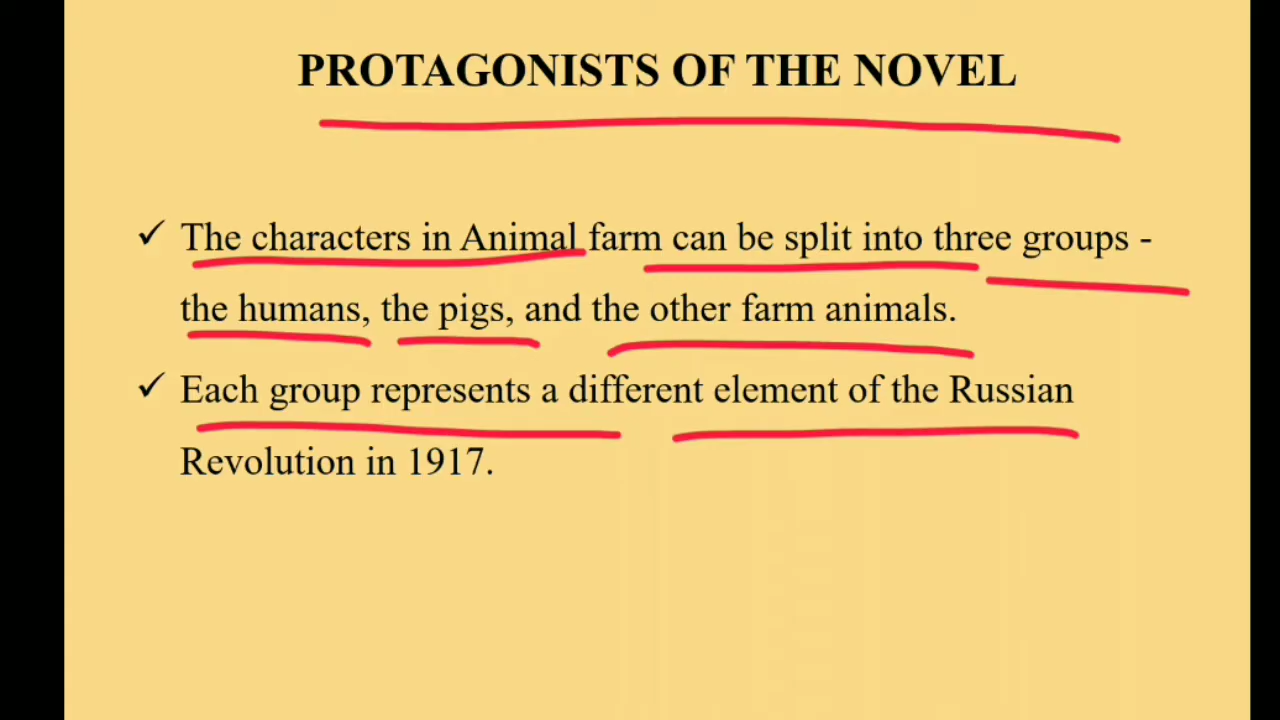 PROTAGONISTS OF THE NOVEL
✓ The characters in Animal farm can be split into three groups -
the humans, the pigs, and the other farm animals.
✓ Each group represents a different element of the Russian
Revolution in 1917.